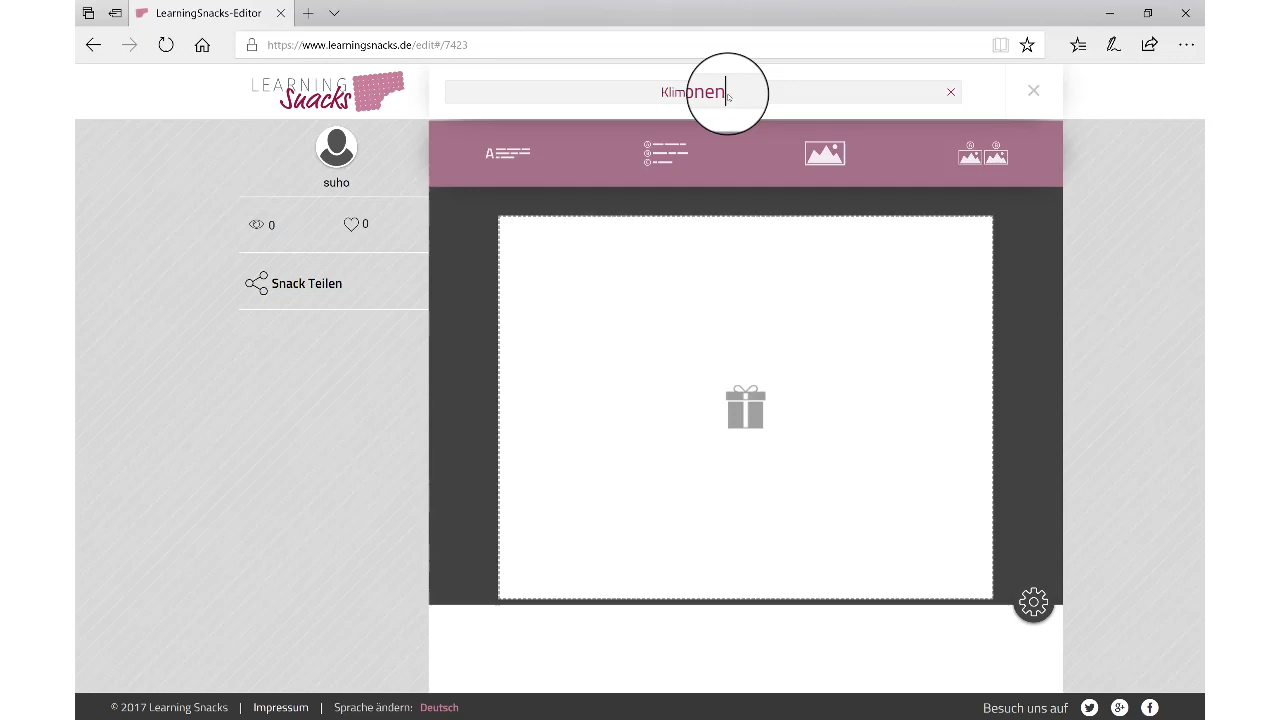 LearningSnacks-Editor
https://www.learningsnacks.de/edit#/7423
LEARNING
Snacks
suho
0
0
Snack Teilen
A
© 2017 Learning Snacks | Impressum | Sprache ändern: Deutsch
Besuch uns auf